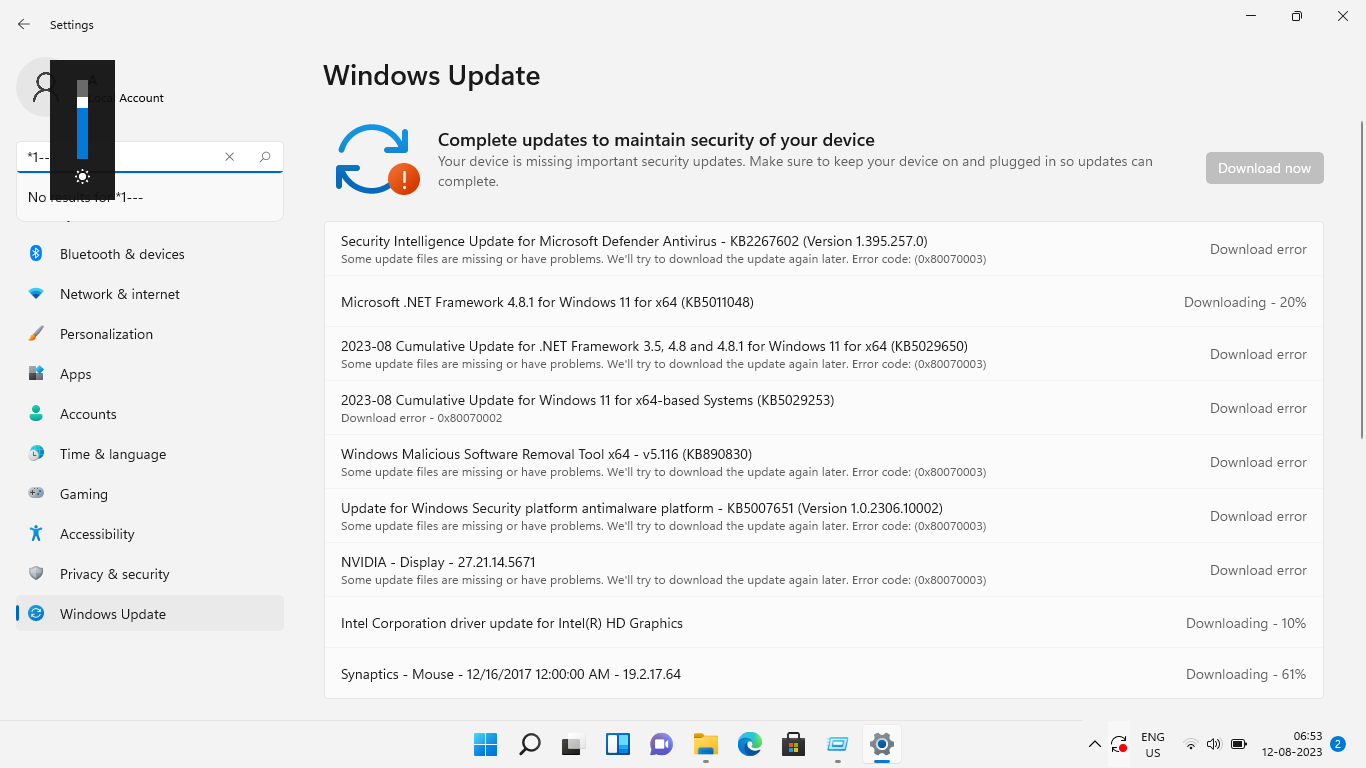 Settings
Account
*1--
No results for *1---
Bluetooth & devices
Network & internet
Personalization
Apps
Accounts
Time & language
Gaming
Accessibility
Privacy & security
Windows Update
Windows Update
Complete updates to maintain security of your device
Your device is missing important security updates. Make sure to keep your device on and plugged in so updates can
complete.
Download now
Security Intelligence Update for Microsoft Defender Antivirus - KB2267602 (Version 1.395.257.0)
Some update files are missing or have problems. We'll try to download the update again later. Error code: (0x80070003)
Download error
Microsoft .NET Framework 4.8.1 for Windows 11 for x64 (KB5011048)
Downloading - 20%
2023-08 Cumulative Update for .NET Framework 3.5, 4.8 and 4.8.1 for Windows 11 for x64 (KB5029650)
Some update files are missing or have problems. We'll try to download the update again later. Error code: (0x80070003)
Download error
2023-08 Cumulative Update for Windows 11 for x64-based Systems (KB5029253)
Download error - 0x80070002
Download error
Windows Malicious Software Removal Tool x64 - v5.116 (KB890830)
Some update files are missing or have problems. We'll try to download the update again later. Error code: (0x80070003)
Download error
Update for Windows Security platform antimalware platform - KB5007651 (Version 1.0.2306.10002)
Some update files are missing or have problems. We'll try to download the update again later. Error code: (0x80070003)
Download error
NVIDIA - Display - 27.21.14.5671
Some update files are missing or have problems. We'll try to download the update again later. Error code: (0x80070003)
Download error
Intel Corporation driver update for Intel(R) HD Graphics
Downloading - 10%
Synaptics - Mouse - 12/16/2017 12:00:00 AM - 19.2.17.64
Downloading - 61%
ENG
US
06:53
12-08-2023
2